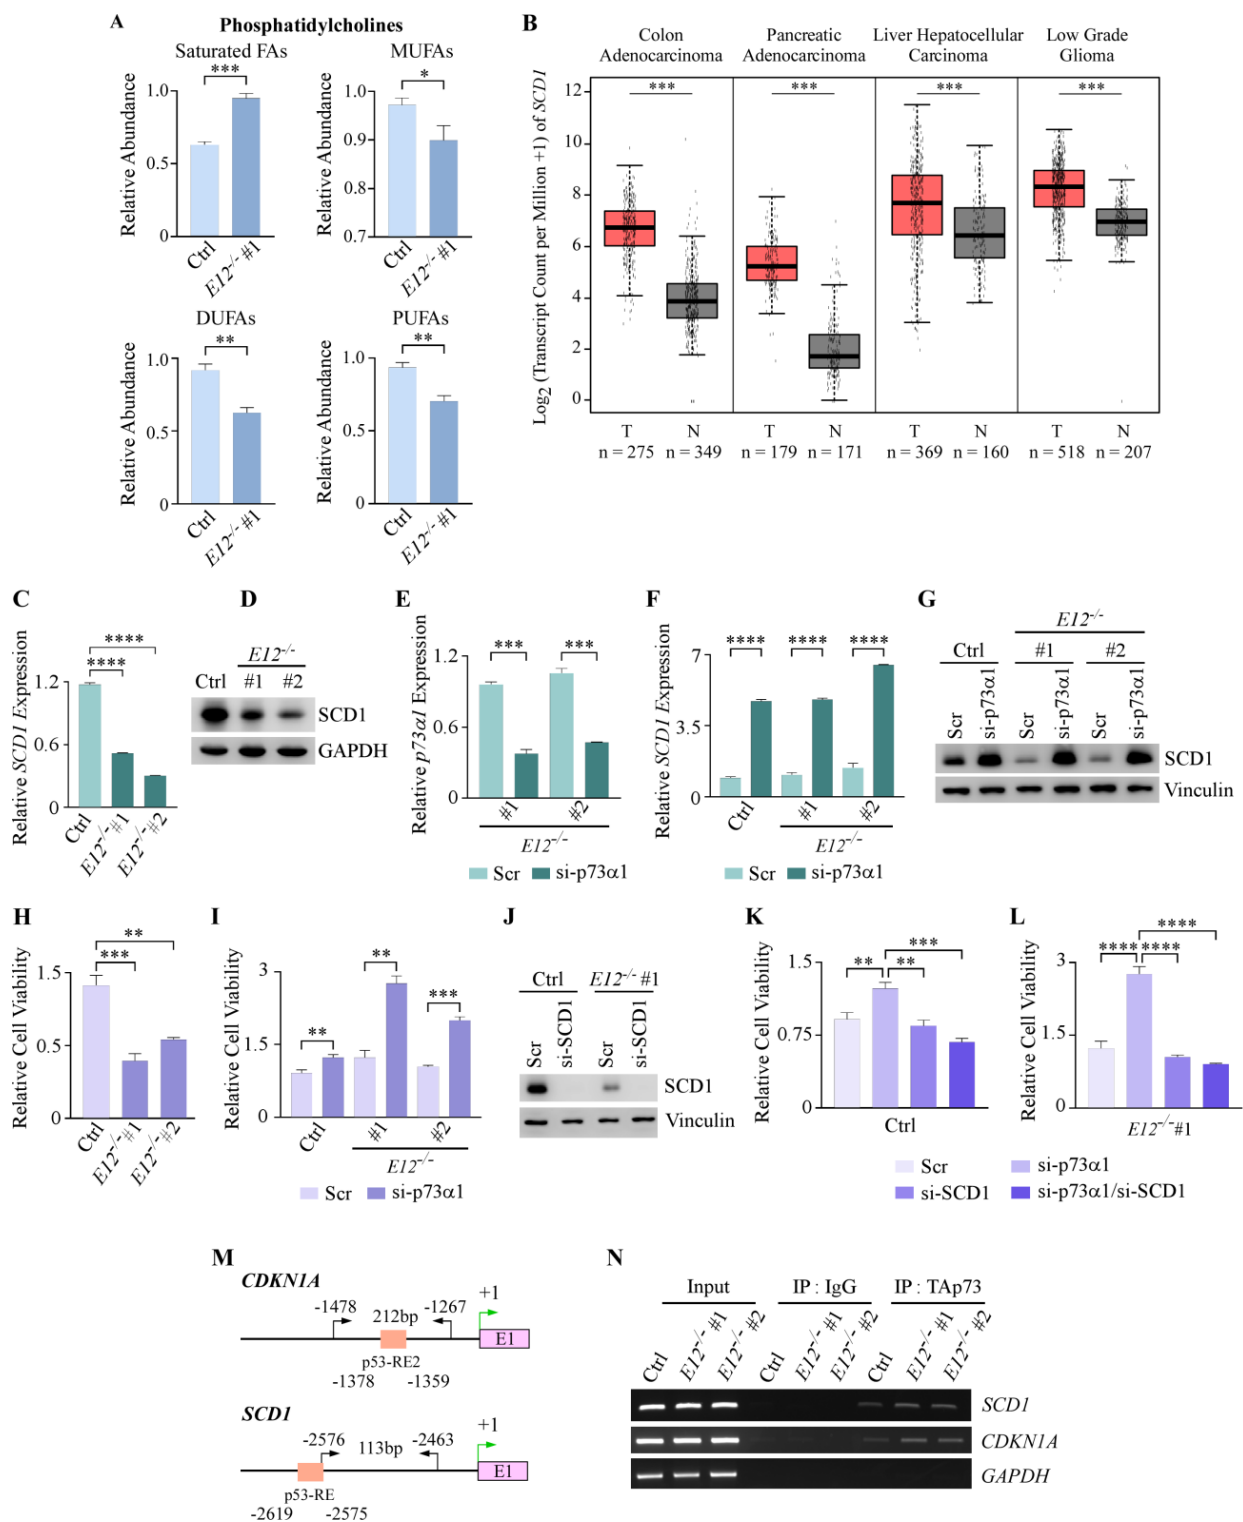 A
Phosphatidylcholines
Saturated FAs
MUFAs
Relative Abundance
1.0
0.5
0
***
Ctrl
E12-/- #1
Relative Abundance
1.0
0.9
0.9
0.7
*
Ctrl
E12-/- #1
DUFAs
PUFAs
Relative Abundance
1.0
0.5
0
**
Ctrl
E12-/- #1
Relative Abundance
1.0
0.5
0
**
Ctrl
E12-/- #1
B
Colon Adenocarcinoma
Pancreatic Adenocarcinoma
Liver Hepatocellular Carcinoma
Low Grade Glioma
Log2 (Transcript Count per Million +1) of SCD1
12
10
8
6
4
2
0
*** *** *** ***
T N T N T N T N
n = 275 n = 349 n = 179 n = 171 n = 369 n = 160 n = 518 n = 207
C
Relative SCD1 Expression
1.2
0.6
0
****
****
Ctrl
E12-/- #1
E12-/- #2
D
E12-/-
Ctrl #1 #2
SCD1
GAPDH
E
Relative p73α1 Expression
1.2
0.7
0
*** ***
#1 #2
E12-/-
Scr si-p73α1
F
Relative SCD1 Expression
7
3.5
0
**** **** ****
Ctrl #1 #2
E12-/-
Scr si-p73α1
G
E12-/-
Ctrl #1 #2
Scr si-p73α1 Scr si-p73α1 Scr si-p73α1
SCD1
Vinculin
H
Relative Cell Viability
1.5
0.5
0
**
***
Ctrl
E12-/- #1
E12-/- #2
I
Relative Cell Viability
3
1.5
0
** ** ***
Ctrl #1 #2
E12-/-
Scr si-p73α1
J
Ctrl E12-/- #1
Scr si-SCD1 Scr si-SCD1
SCD1
Vinculin
K
Relative Cell Viability
1.5
0.75
0
***
** **
Ctrl
L
Relative Cell Viability
3
1.5
0
****
**** ****
E12-/- #1
Scr si-p73α1
si-SCD1 si-p73α1/si-SCD1
M
CDKN1A
-1478 212bp -1267 +1
E1
p53-RE2
-1378 -1359
SCD1
-2576 113bp -2463 +1
E1
p53-RE
-2619 -2575
N
Input IP : IgG IP : TAp73
Ctrl E12-/- #1 E12-/- #2 Ctrl E12-/- #1 E12-/- #2 Ctrl E12-/- #1 E12-/- #2
SCD1
CDKN1A
GAPDH